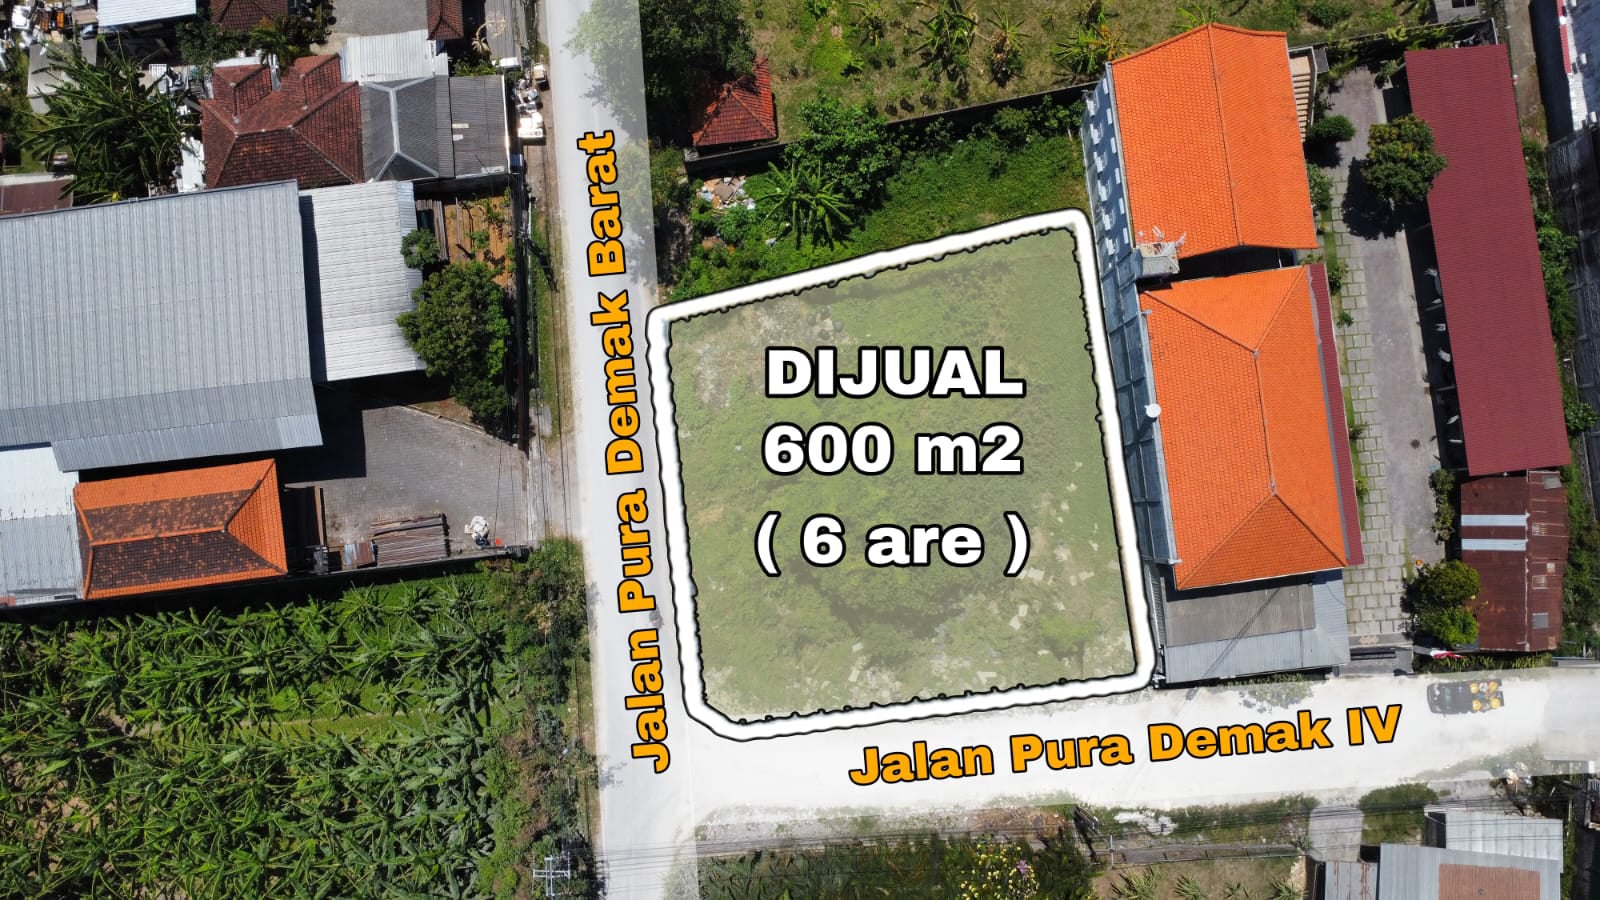 DIJUAL
600 m2
( 6 are )
Jalan Pura Demak Barat
Jalan Pura Demak IV